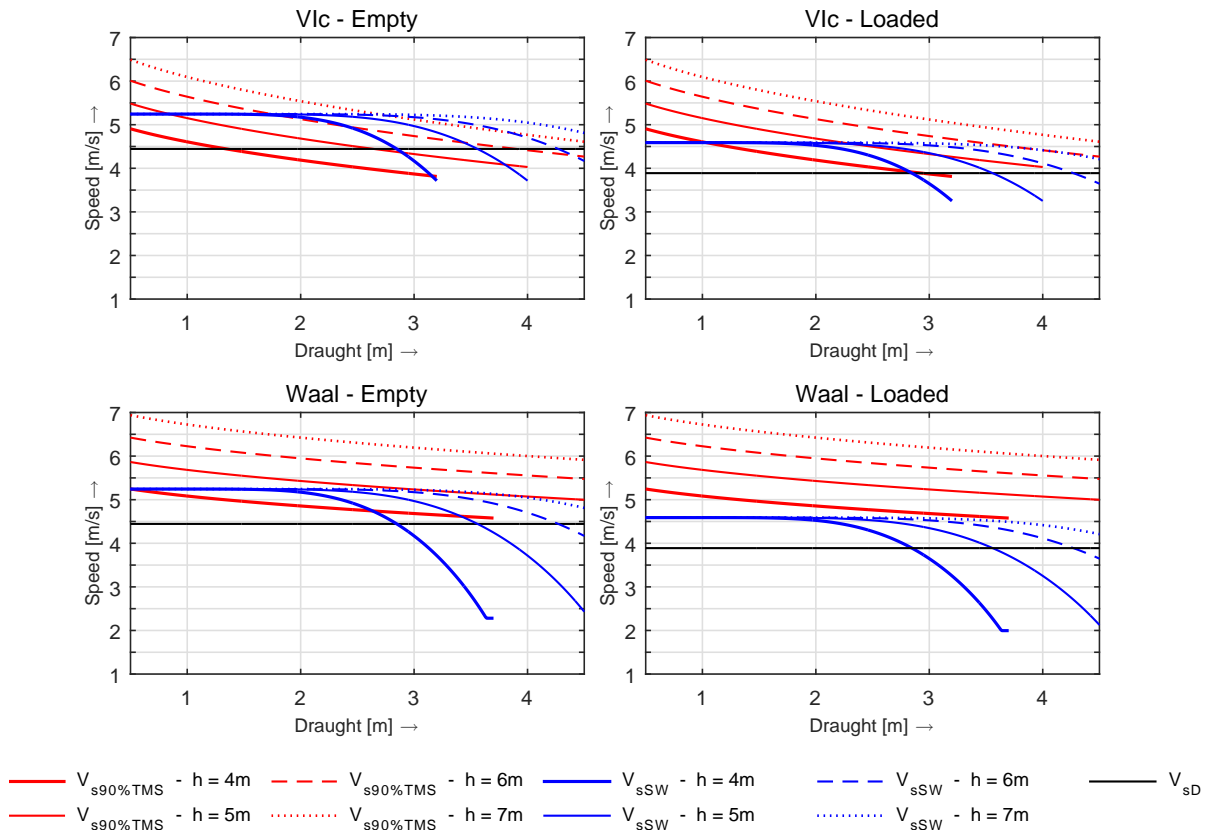 VIc - Empty
7
6
5
4
3
2
1
Speed [m/s] →
1 2 3 4
Draught [m] →
VIc - Loaded
7
6
5
4
3
2
1
Speed [m/s] →
1 2 3 4
Draught [m] →
Waal - Empty
7
6
5
4
3
2
1
Speed [m/s] →
1 2 3 4
Draught [m] →
Waal - Loaded
7
6
5
4
3
2
1
Speed [m/s] →
1 2 3 4
Draught [m] →
Vs90%TMS - h = 4m Vs90%TMS - h = 6m VsSW - h = 4m VsSW - h = 6m VsD
Vs90%TMS - h = 5m Vs90%TMS - h = 7m VsSW - h = 5m VsSW - h = 7m